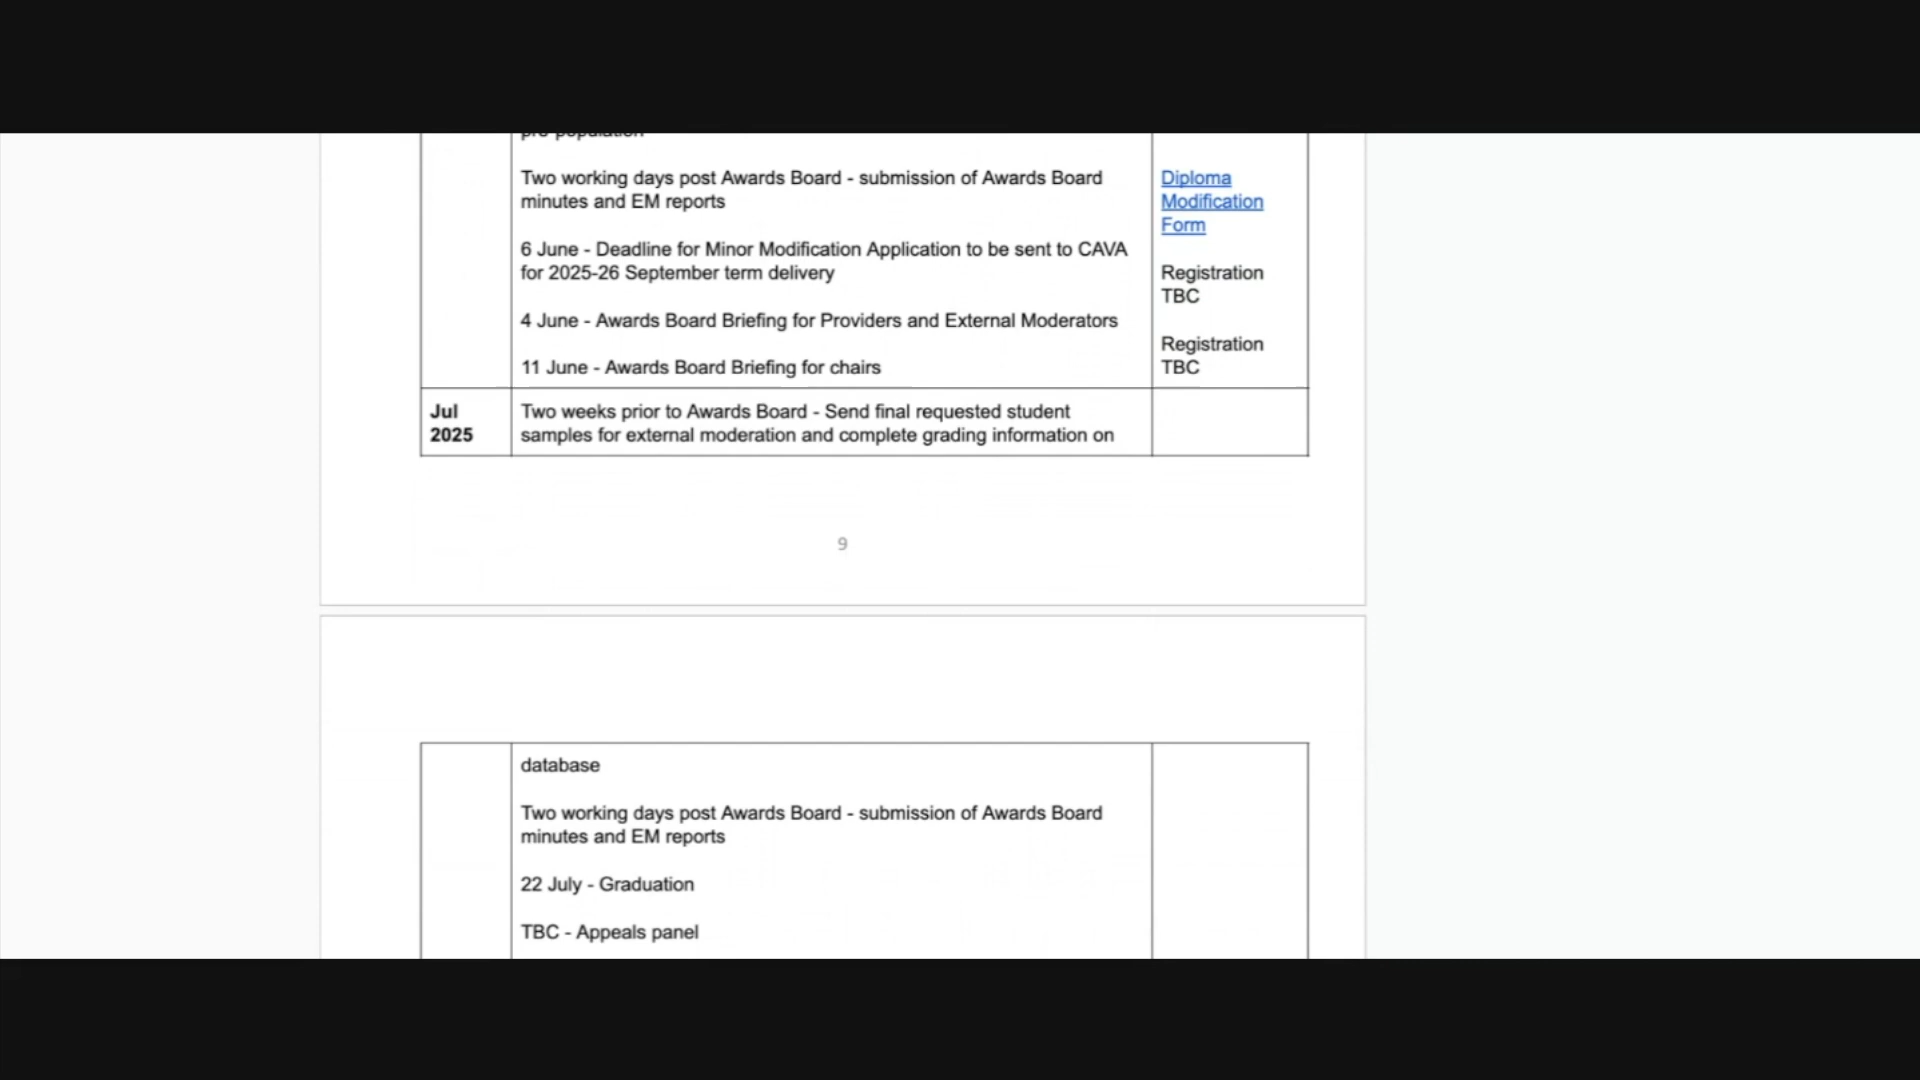 pre-population
Two working days post Awards Board - submission of Awards Board
minutes and EM reports
6 June - Deadline for Minor Modification Application to be sent to CAVA
for 2025-26 September term delivery
4 June - Awards Board Briefing for Providers and External Moderators
11 June - Awards Board Briefing for chairs
Diploma
Modification
Form
Registration
TBC
Registration
TBC
Jul
2025
Two weeks prior to Awards Board - Send final requested student
samples for external moderation and complete grading information on
9
database
Two working days post Awards Board - submission of Awards Board
minutes and EM reports
22 July - Graduation
TBC - Appeals panel